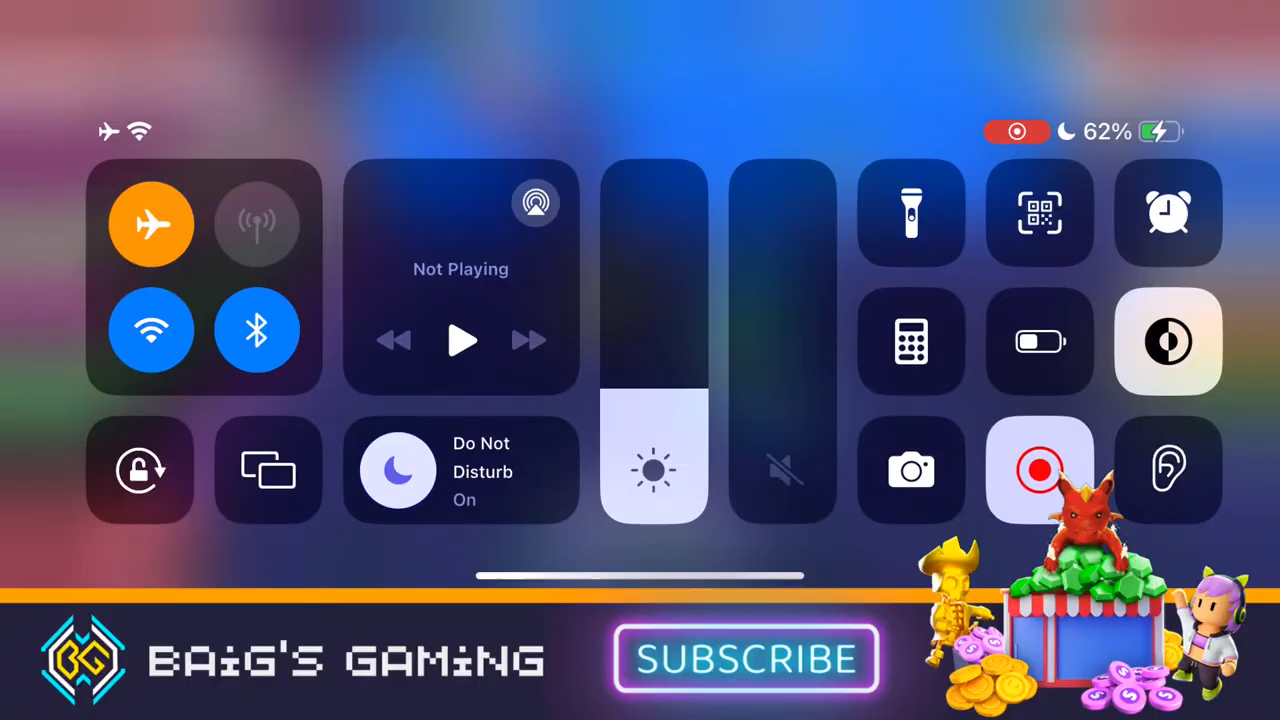 62%
Not Playing
Do Not
Disturb
On
BAiG'S GAMiNG
SUBSCRIBE